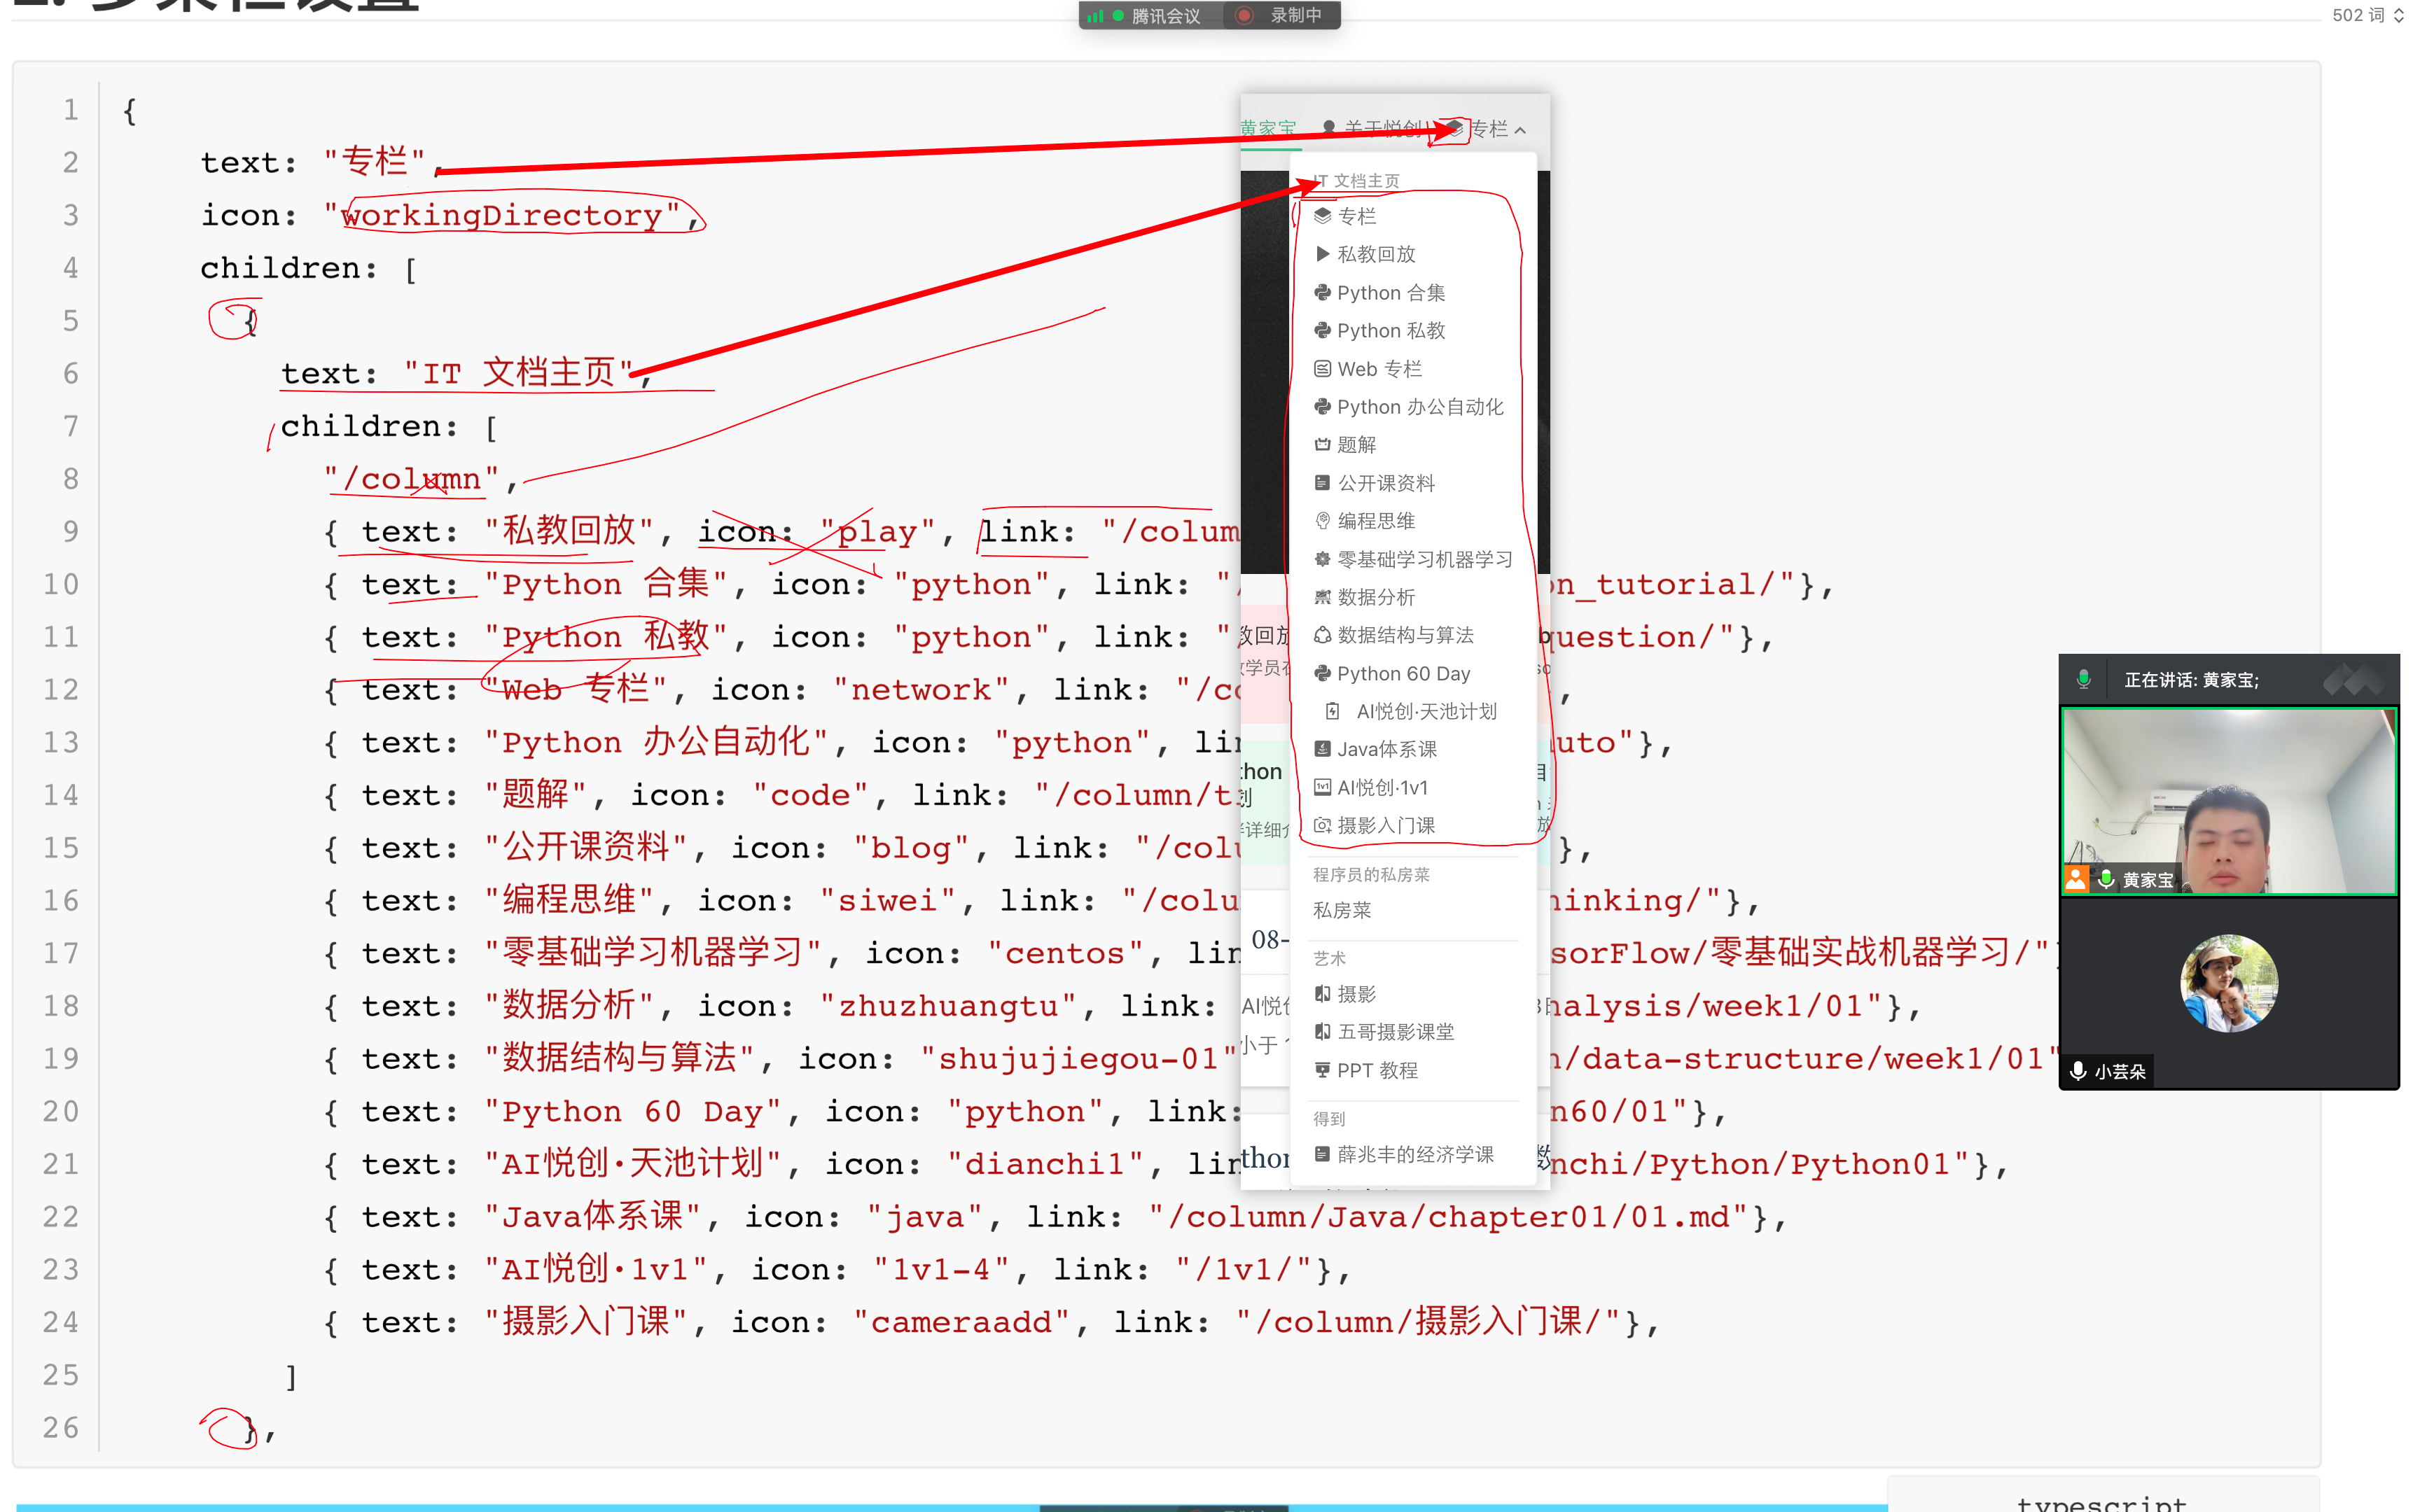 腾讯会议 录制中
502 词
1 {
2 text: "专栏",
3 icon: "workingDirectory",
4 children: [
5 {
6 text: "IT 文档主页",
7 children: [
8 "/column",
9 { text: "私教回放", icon: "play", link: "/colum
10 { text: "Python 合集", icon: "python", link: "/ n_tutorial/"},
11 { text: "Python 私教", icon: "python", link: " question/"},
12 { text: "Web 专栏", icon: "network", link: "/co ,
13 { text: "Python 办公自动化", icon: "python", lin uto"},
14 { text: "题解", icon: "code", link: "/column/t
15 { text: "公开课资料", icon: "blog", link: "/colu },
16 { text: "编程思维", icon: "siwei", link: "/colu hinking/"},
17 { text: "零基础学习机器学习", icon: "centos", lin sorFlow/零基础实战机器学习/"
18 { text: "数据分析", icon: "zhuzhuangtu", link: nalysis/week1/01"},
19 { text: "数据结构与算法", icon: "shujujiegou-01" n/data-structure/week1/01"
20 { text: "Python 60 Day", icon: "python", link: n60/01"},
21 { text: "AI悦创·天池计划", icon: "dianchi1", lin nchi/Python/Python01"},
22 { text: "Java体系课", icon: "java", link: "/column/Java/chapter01/01.md"},
23 { text: "AI悦创·1v1", icon: "1v1-4", link: "/1v1/"},
24 { text: "摄影入门课", icon: "cameraadd", link: "/column/摄影入门课/"},
25 ]
26 },
黄家宝 关于悦创 专栏
IT 文档主页
专栏
私教回放
Python 合集
Python 私教
Web 专栏
Python 办公自动化
题解
公开课资料
编程思维
零基础学习机器学习
数据分析
数据结构与算法
Python 60 Day
AI悦创·天池计划
Java体系课
AI悦创·1v1
摄影入门课
程序员的私房菜
私房菜
艺术
摄影
五哥摄影课堂
PPT 教程
得到
薛兆丰的经济学课
08-
正在讲话: 黄家宝;
黄家宝
小芸朵
typescript